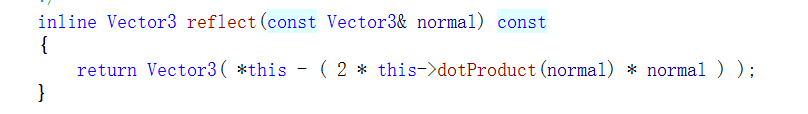 inline Vector3 reflect(const Vector3& normal) const
{
return Vector3( *this - ( 2 * this->dotProduct(normal) * normal ) );
}